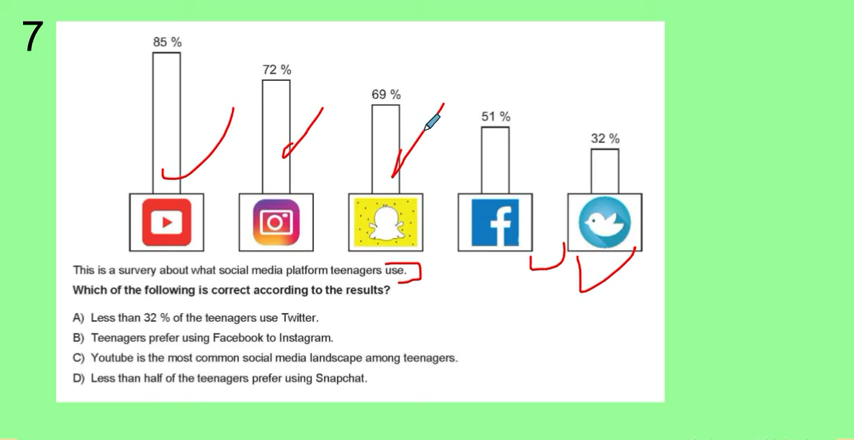 7
85 %
72 %
69 %
51 %
32 %
This is a survery about what social media platform teenagers use.
Which of the following is correct according to the results?
A) Less than 32 % of the teenagers use Twitter.
B) Teenagers prefer using Facebook to Instagram.
C) Youtube is the most common social media landscape among teenagers.
D) Less than half of the teenagers prefer using Snapchat.